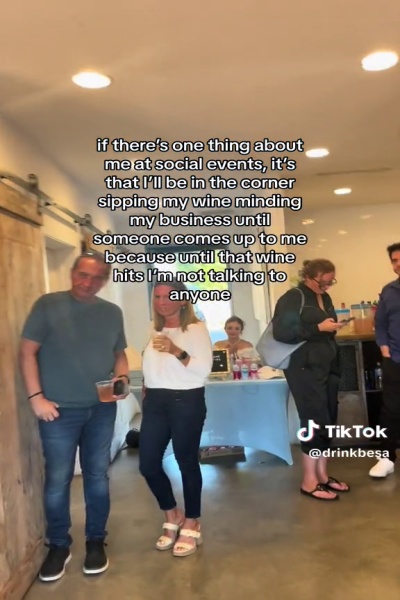 if there's one thing about
me at social events, it's
that I'll be in the corner
sipping my wine minding
my business until
someone comes up to me
because until that wine
hits I'm not talking to
anyone
TikTok
@drinkbesa